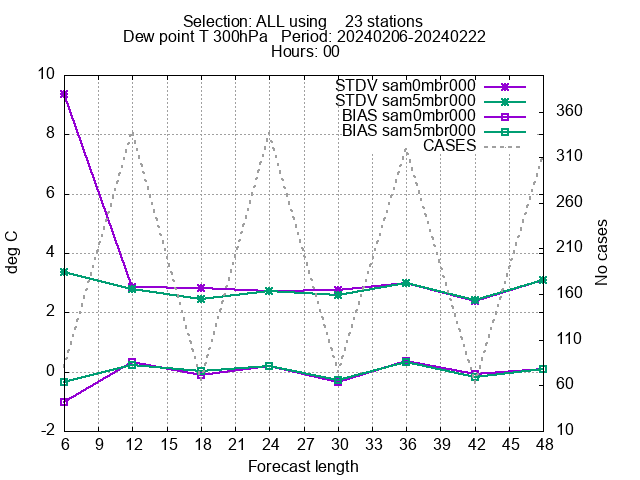 Selection: ALL using    23 stations
Dew point T 300hPa   Period: 20240206-20240222
Hours: 00
STDV sam0mbr000
STDV sam5mbr000
BIAS sam0mbr000
BIAS sam5mbr000
CASES
deg C
10
8
6
4
2
0
-2
No cases
360
310
260
210
160
110
60
10
6 9 12 15 18 21 24 27 30 33 36 39 42 45 48
Forecast length